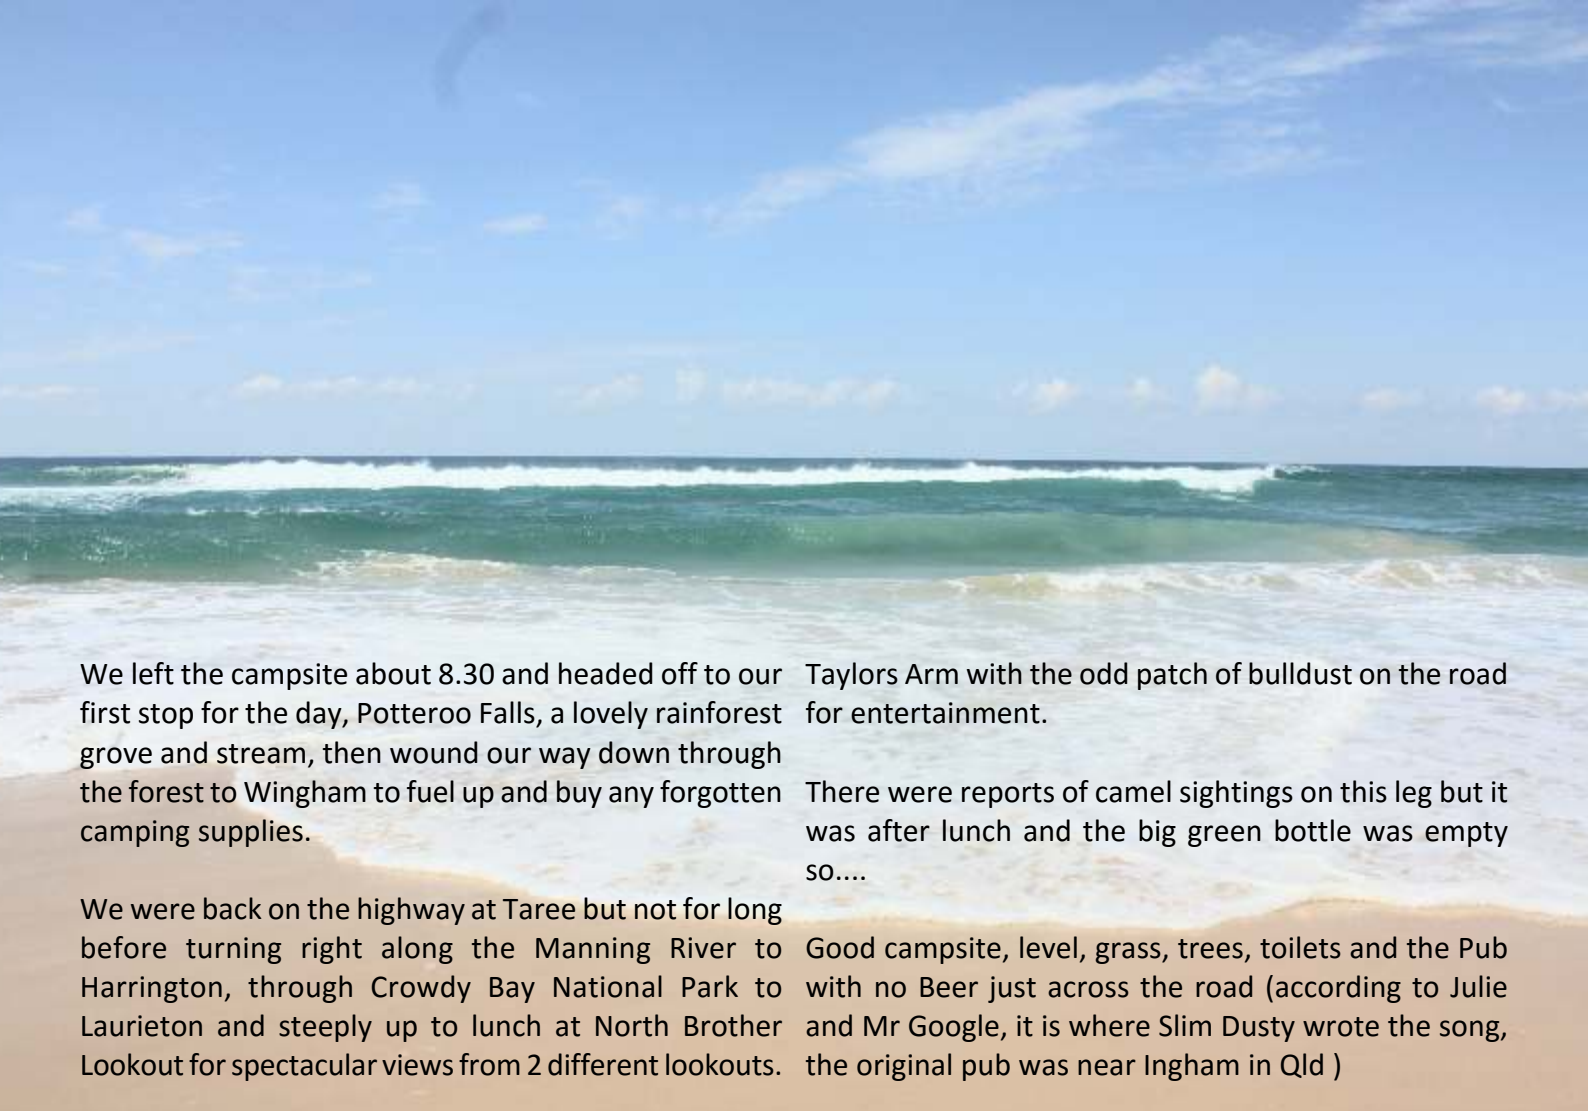 We left the campsite about 8.30 and headed off to our
first stop for the day, Potteroo Falls, a lovely rainforest
grove and stream, then wound our way down through
the forest to Wingham to fuel up and buy any forgotten
camping supplies.
We were back on the highway at Taree but not for long
before turning right along the Manning River to
Harrington, through Crowdy Bay National Park to
Laurieton and steeply up to lunch at North Brother
Lookout for spectacular views from 2 different lookouts.
Taylors Arm with the odd patch of bulldust on the road
for entertainment.
There were reports of camel sightings on this leg but it
was after lunch and the big green bottle was empty
so....
Good campsite, level, grass, trees, toilets and the Pub
with no Beer just across the road (according to Julie
and Mr Google, it is where Slim Dusty wrote the song,
the original pub was near Ingham in Qld )